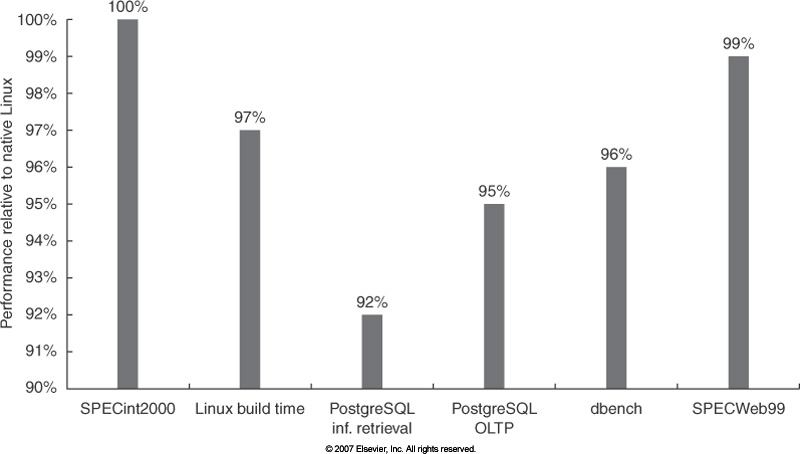 Performance relative to native Linux
100%
99%
98%
97%
96%
95%
94%
93%
92%
91%
90%
100%
97%
92%
95%
96%
99%
SPECint2000
Linux build time
PostgreSQL
inf. retrieval
PostgreSQL
OLTP
dbench
SPECWeb99
© 2007 Elsevier, Inc. All rights reserved.